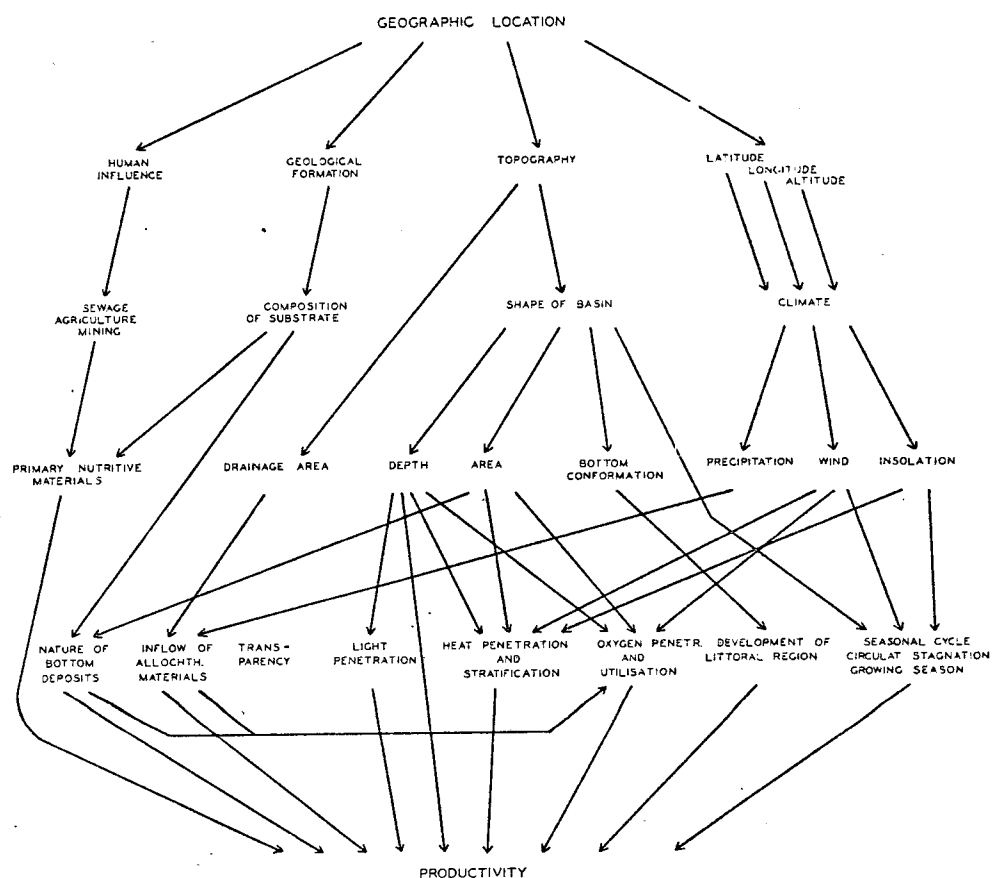 GEOGRAPHIC LOCATION
HUMAN
INFLUENCE
GEOLOGICAL
FORMATION
TOPOGRAPHY
LATITUDE
LONGITUDE
ALTITUDE
SEWAGE
AGRICULTURE
MINING
COMPOSITION
OF SUBSTRATE
SHAPE OF BASIN
CLIMATE
PRIMARY NUTRITIVE
MATERIALS
DRAINAGE AREA
DEPTH
AREA
BOTTOM
CONFORMATION
PRECIPITATION
WIND
INSOLATION
NATURE OF
BOTTOM
DEPOSITS
INFLOW OF
ALLOCHTH.
MATERIALS
TRANS-
PARENCY
LIGHT
PENETRATION
HEAT PENETRATION
AND
STRATIFICATION
OXYGEN PENETR.
AND
UTILISATION
DEVELOPMENT OF
LITTORAL REGION
SEASONAL CYCLE
CIRCULAT STAGNATION
GROWING SEASON
PRODUCTIVITY